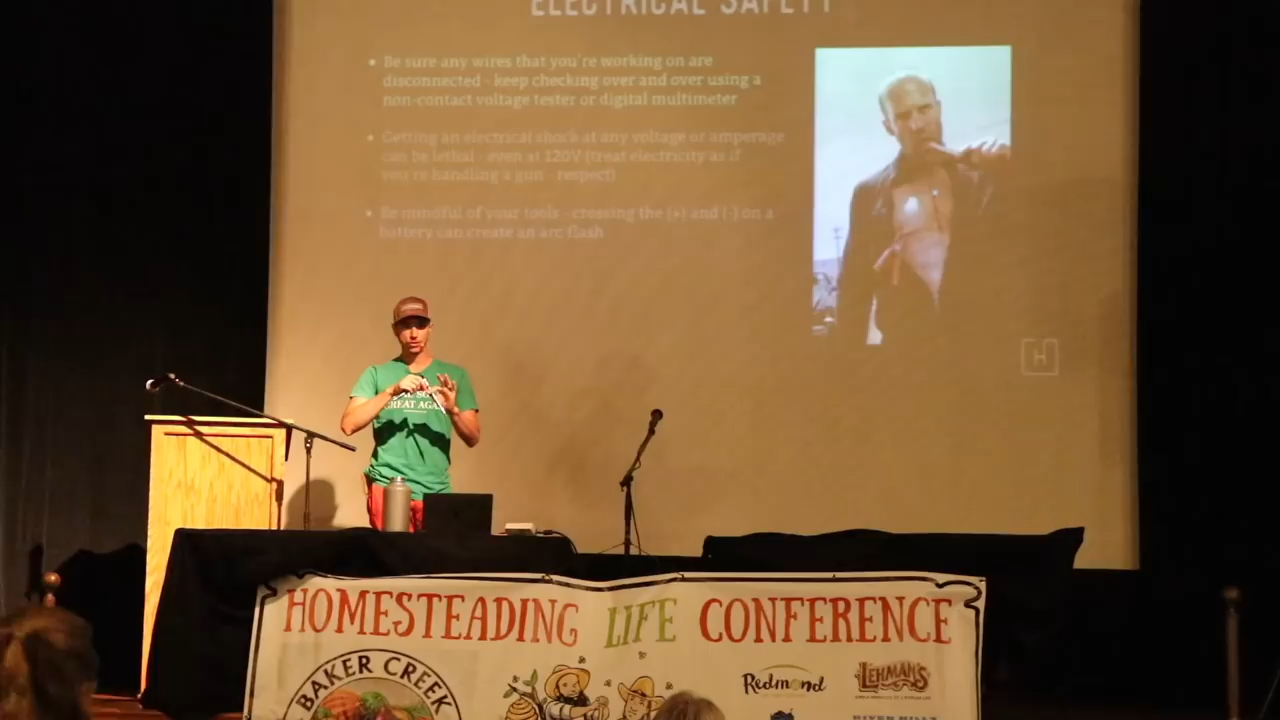 ELECTRICAL SAFETY
• Be sure any wires that you're working on are
disconnected - keep checking over and over using a
non-contact voltage tester or digital multimeter
• Getting an electrical shock at any voltage or amperage
can be lethal - even at 120V (treat electricity as if
you're handling a gun - respect)
• Be mindful of your tools - crossing the (+) and (-) on a
battery can create an arc flash
H
GREAT AGA
HOMESTEADING LIFE CONFERENCE
BAKER CREEK
Redmond
LEHMAN'S